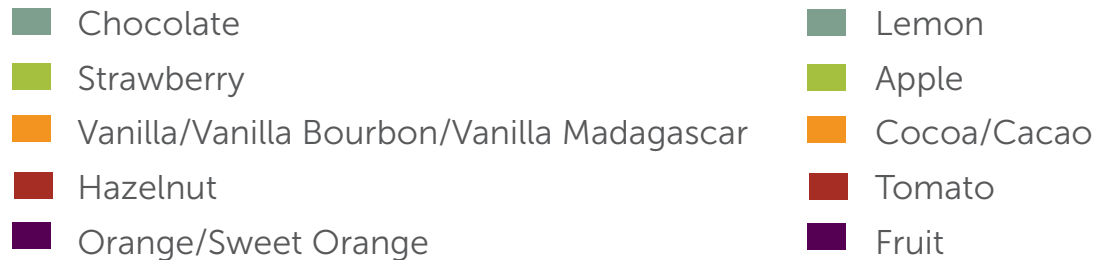 Chocolate
Strawberry
Vanilla/Vanilla Bourbon/Vanilla Madagascar
Hazelnut
Orange/Sweet Orange
Lemon
Apple
Cocoa/Cacao
Tomato
Fruit